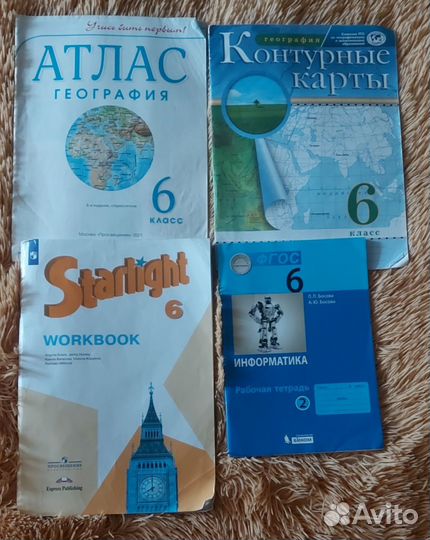 Учись быть первым!
АТЛАС
ГЕОГРАФИЯ
6
КЛАСС
Москва «Просвещение» 2021
география
Контурные
карты
6
КЛАСС
Starlight
6
WORKBOOK
ПРОСВЕЩЕНИЕ
Express Publishing
ФГОС
6
Л.Л. Босова
А.Ю. Босова
ИНФОРМАТИКА
Рабочая тетрадь
2
БИНОМ
Avito